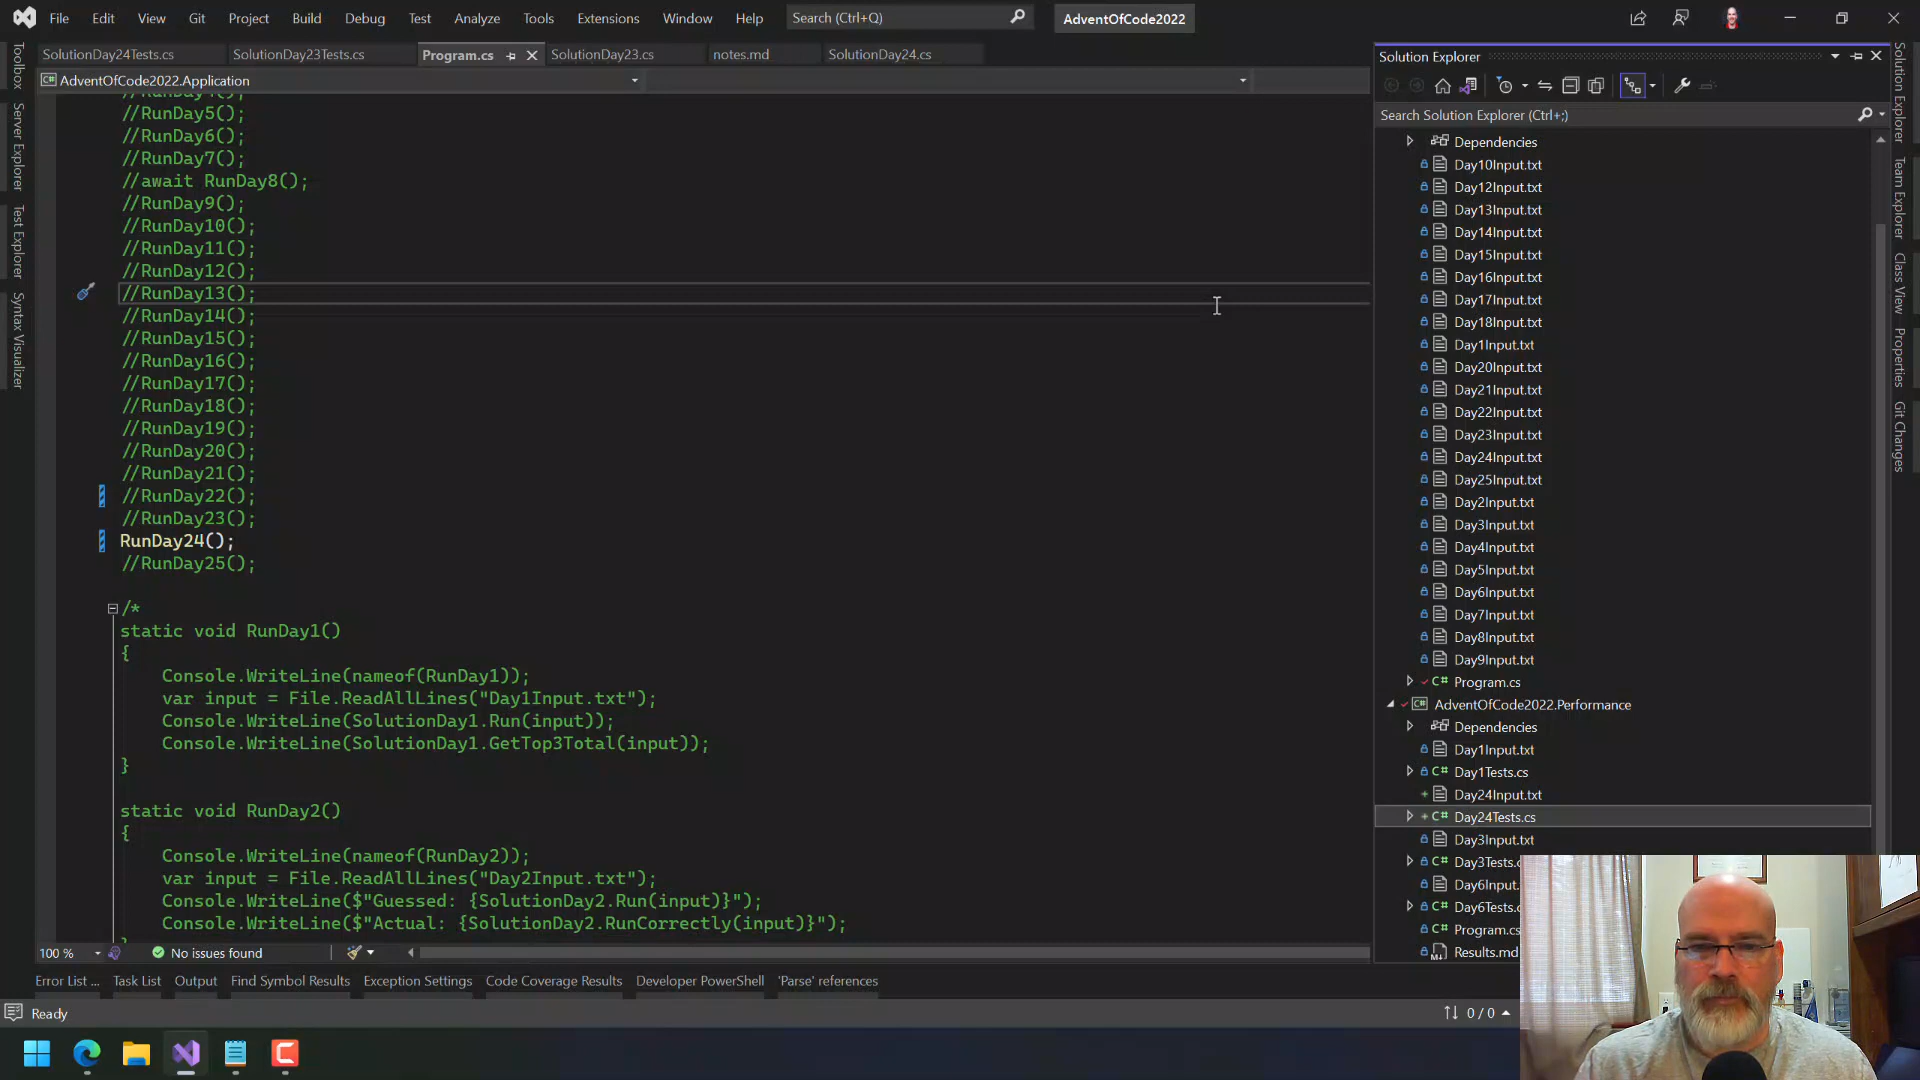 File Edit View Git Project Build Debug Test Analyze Tools Extensions Window Help Search (Ctrl+Q) AdventOfCode2022
SolutionDay24Tests.cs SolutionDay23Tests.cs Program.cs SolutionDay23.cs notes.md SolutionDay24.cs
AdventOfCode2022.Application
//RunDay5();
//RunDay6();
//RunDay7();
//await RunDay8();
//RunDay9();
//RunDay10();
//RunDay11();
//RunDay12();
//RunDay13();
//RunDay14();
//RunDay15();
//RunDay16();
//RunDay17();
//RunDay18();
//RunDay19();
//RunDay20();
//RunDay21();
//RunDay22();
//RunDay23();
RunDay24();
//RunDay25();
/*
static void RunDay1()
{
Console.WriteLine(nameof(RunDay1));
var input = File.ReadAllLines("Day1Input.txt");
Console.WriteLine(SolutionDay1.Run(input));
Console.WriteLine(SolutionDay1.GetTop3Total(input));
}
static void RunDay2()
{
Console.WriteLine(nameof(RunDay2));
var input = File.ReadAllLines("Day2Input.txt");
Console.WriteLine($"Guessed: {SolutionDay2.Run(input)}");
Console.WriteLine($"Actual: {SolutionDay2.RunCorrectly(input)}");
100 % No issues found
Error List ... Task List Output Find Symbol Results Exception Settings Code Coverage Results Developer PowerShell 'Parse' references
Ready
0 / 0
Toolbox
Server Explorer
Test Explorer
Syntax Visualizer
Solution Explorer
Search Solution Explorer (Ctrl+;)
Dependencies
Day10Input.txt
Day12Input.txt
Day13Input.txt
Day14Input.txt
Day15Input.txt
Day16Input.txt
Day17Input.txt
Day18Input.txt
Day1Input.txt
Day20Input.txt
Day21Input.txt
Day22Input.txt
Day23Input.txt
Day24Input.txt
Day25Input.txt
Day2Input.txt
Day3Input.txt
Day4Input.txt
Day5Input.txt
Day6Input.txt
Day7Input.txt
Day8Input.txt
Day9Input.txt
C# Program.cs
C# AdventOfCode2022.Performance
Dependencies
Day1Input.txt
C# Day1Tests.cs
Day24Input.txt
C# Day24Tests.cs
Day3Input.txt
C# Day3Tests.c
Day6Input.
C# Day6Tests.c
C# Program.cs
Results.md
Solution Explorer
Team Explorer
Class View
Properties
Git Changes